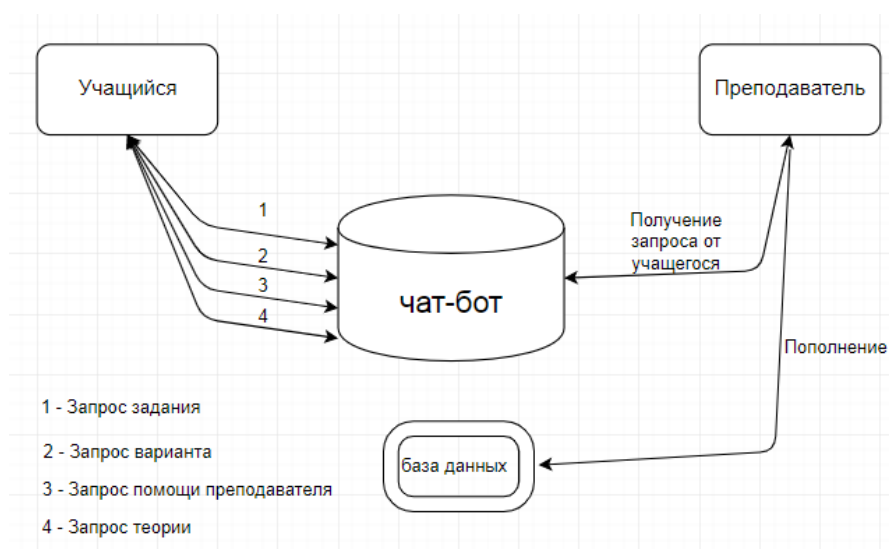 Учащийся
Преподаватель
1
2
3
4
чат-бот
Получение
запроса от
учащегося
Пополнение
база данных
1 - Запрос задания
2 - Запрос варианта
3 - Запрос помощи преподавателя
4 - Запрос теории